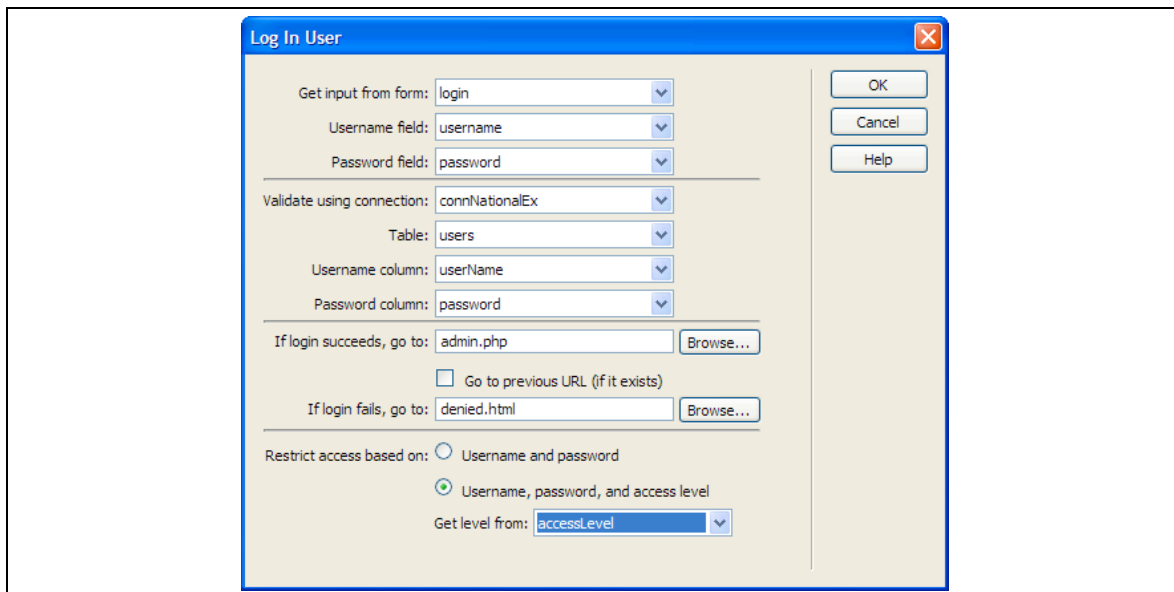 Log In User
Get input from form: login
OK
Username field: username
Cancel
Password field: password
Help
Validate using connection: connNationalEx
Table: users
Username column: userName
Password column: password
If login succeeds, go to: admin.php Browse...
Go to previous URL (if it exists)
If login fails, go to: denied.html Browse...
Restrict access based on: Username and password
Username, password, and access level
Get level from: accessLevel